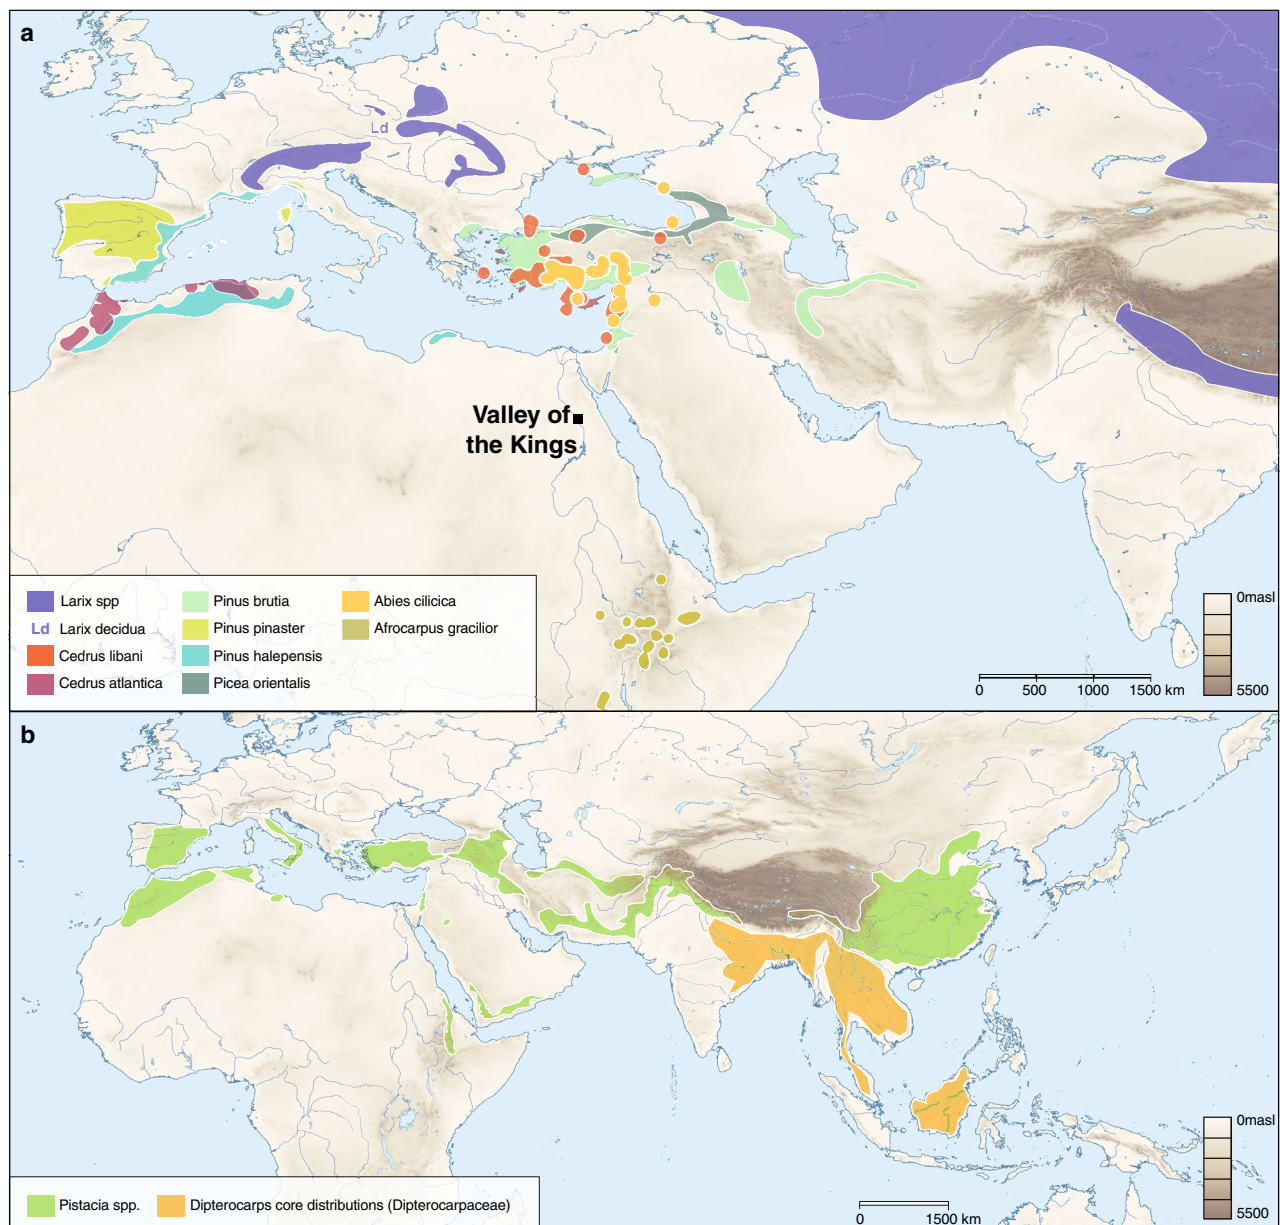 a
Ld
Valley of
the Kings
Larix spp
Ld Larix decidua
Cedrus libani
Cedrus atlantica
Pinus brutia
Pinus pinaster
Pinus halepensis
Picea orientalis
Abies cilicica
Afrocarpus gracilior
0masl
5500
0 500 1000 1500 km
b
Pistacia spp.
Dipterocarps core distributions (Dipterocarpaceae)
0masl
5500
0 1500 km